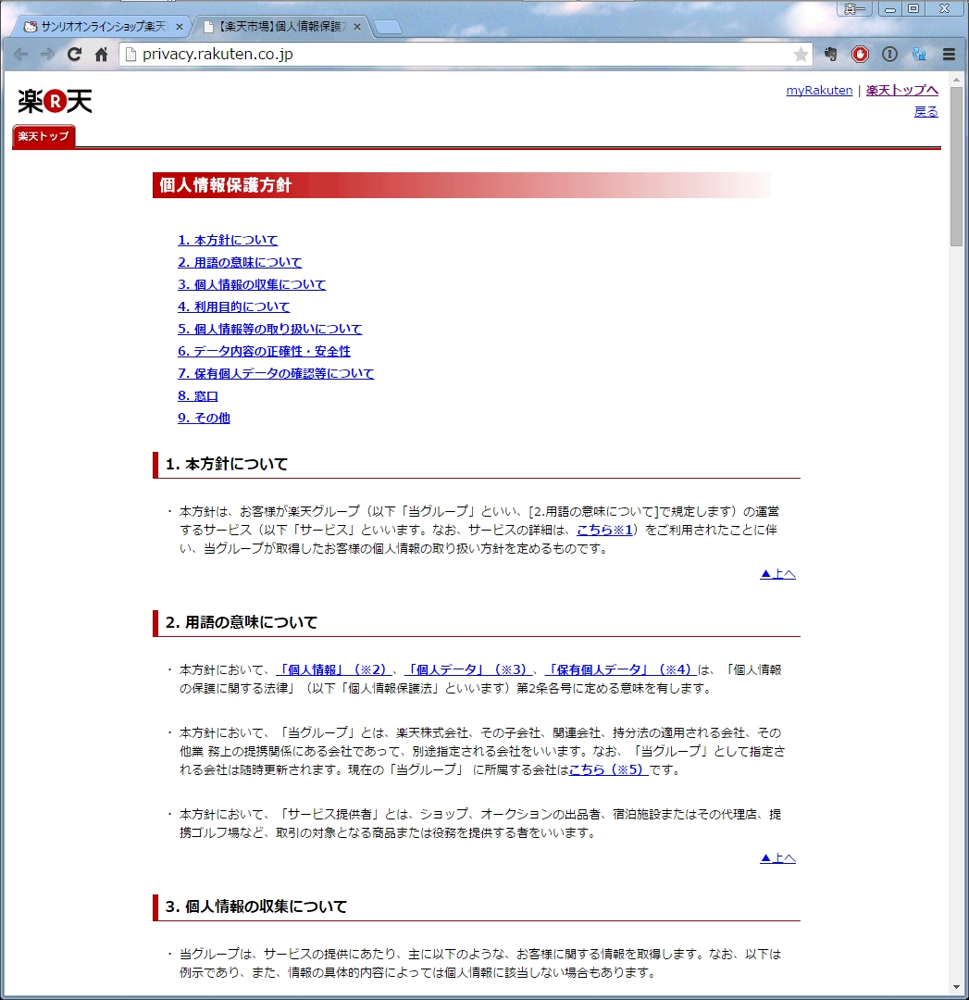 真一
サンリオオンラインショップ楽天
【楽天市場】個人情報保護
privacy.rakuten.co.jp
楽R天
myRakuten | 楽天トップへ
戻る
楽天トップ
個人情報保護方針
1. 本方針について
2. 用語の意味について
3. 個人情報の収集について
4. 利用目的について
5. 個人情報等の取り扱いについて
6. データ内容の正確性・安全性
7. 保有個人データの確認等について
8. 窓口
9. その他
1. 本方針について
・ 本方針は、お客様が楽天グループ（以下「当グループ」といい、[2.用語の意味について]で規定します）の運営
するサービス（以下「サービス」といいます。なお、サービスの詳細は、こちら※1）をご利用されたことに伴
い、当グループが取得したお客様の個人情報の取り扱い方針を定めるものです。
▲上へ
2. 用語の意味について
・ 本方針において、「個人情報」（※2）、「個人データ」（※3）、「保有個人データ」（※4）は、「個人情報
の保護に関する法律」（以下「個人情報保護法」といいます）第2条各号に定める意味を有します。
・ 本方針において、「当グループ」とは、楽天株式会社、その子会社、関連会社、持分法の適用される会社、その
他業 務上の提携関係にある会社であって、別途指定される会社をいいます。なお、「当グループ」として指定さ
れる会社は随時更新されます。現在の「当グループ」 に所属する会社はこちら（※5）です。
・ 本方針において、「サービス提供者」とは、ショップ、オークションの出品者、宿泊施設またはその代理店、提
携ゴルフ場など、取引の対象となる商品または役務を提供する者をいいます。
▲上へ
3. 個人情報の収集について
・ 当グループは、サービスの提供にあたり、主に以下のような、お客様に関する情報を取得します。なお、以下は
例示であり、また、情報の具体的内容によっては個人情報に該当しない場合もあります。